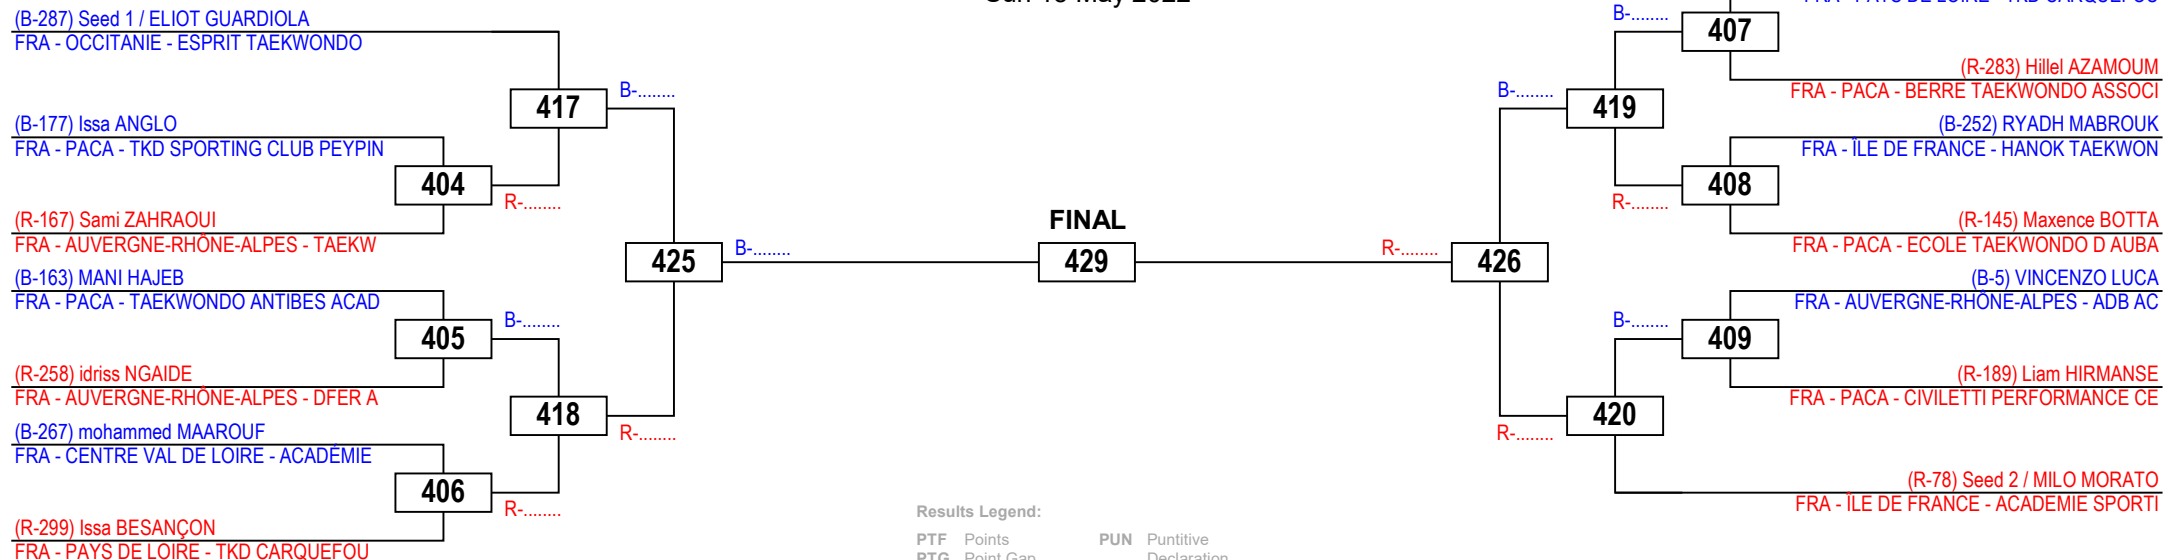 (B-287) Seed 1 / ELIOT GUARDIOLA
FRA - OCCITANIE - ESPRIT TAEKWONDO
417
B-........
(B-177) Issa ANGLO
FRA - PACA - TKD SPORTING CLUB PEYPIN
404
R-........
(R-167) Sami ZAHRAOUI
FRA - AUVERGNE-RHÔNE-ALPES - TAEKW
425
B-........
(B-163) MANI HAJEB
FRA - PACA - TAEKWONDO ANTIBES ACAD
405
B-........
(R-258) idriss NGAIDE
FRA - AUVERGNE-RHÔNE-ALPES - DFER A
418
R-........
(B-267) mohammed MAAROUF
FRA - CENTRE VAL DE LOIRE - ACADÉMIE
406
R-........
(R-299) Issa BESANÇON
FRA - PAYS DE LOIRE - TKD CARQUEFOU
FINAL
429
B-........
407
(R-283) Hillel AZAMOUM
FRA - PACA - BERRE TAEKWONDO ASSOCI
B-........
419
(B-252) RYADH MABROUK
FRA - ÎLE DE FRANCE - HANOK TAEKWON
408
R-........
(R-145) Maxence BOTTA
FRA - PACA - ECOLE TAEKWONDO D AUBA
R-........
426
(B-5) VINCENZO LUCA
FRA - AUVERGNE-RHÔNE-ALPES - ADB AC
B-........
409
(R-189) Liam HIRMANSE
FRA - PACA - CIVILETTI PERFORMANCE CE
420
R-........
(R-78) Seed 2 / MILO MORATO
FRA - ÎLE DE FRANCE - ACADEMIE SPORTI
Results Legend:
PTF Points PUN Puntitive
PTG Point Gap Declaration